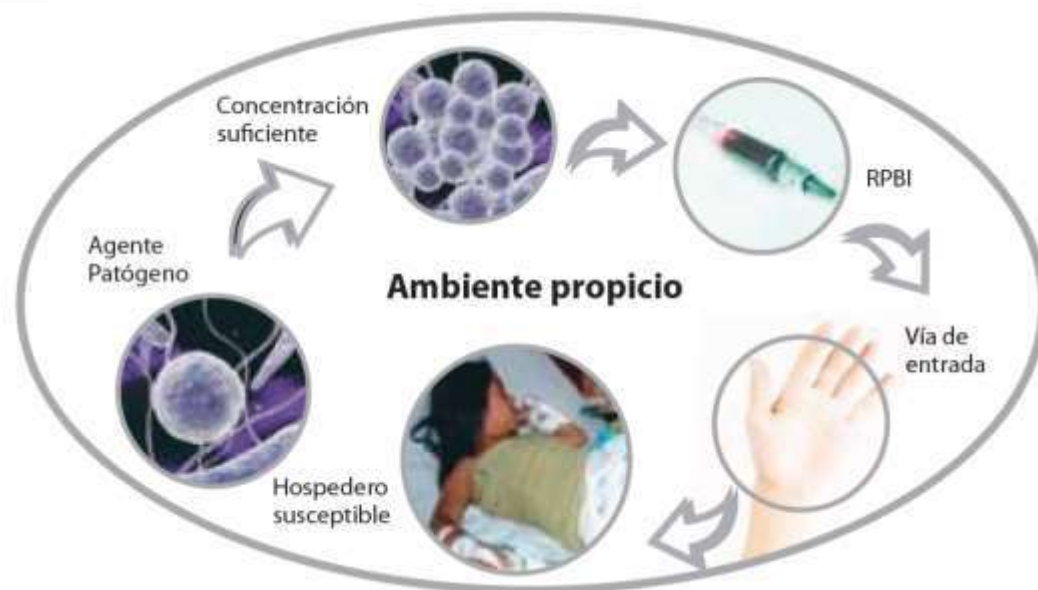 Concentración
suficiente
RPBI
Agente
Patógeno
Ambiente propicio
Vía de
entrada
Hospedero
susceptible